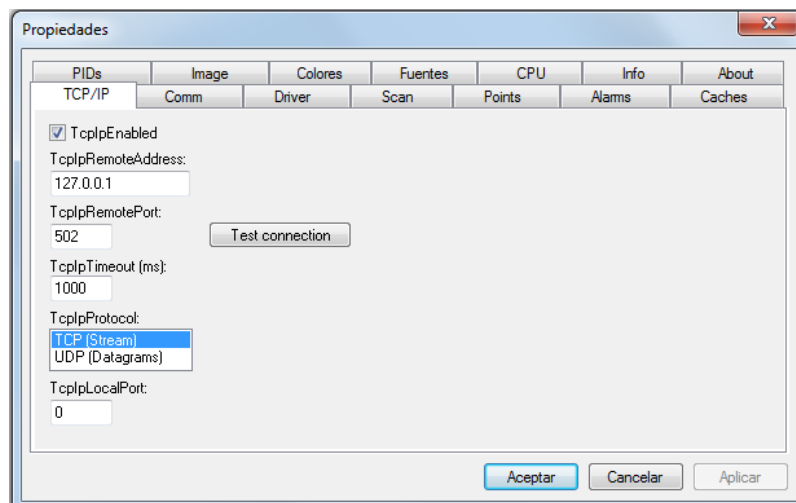 Propiedades
PIDs Image Colores Fuentes CPU Info About
TCP/IP Comm Driver Scan Points Alarms Caches
TcpIpEnabled
TcpIpRemoteAddress:
127.0.0.1
TcpIpRemotePort:
502 Test connection
TcpIpTimeout (ms):
1000
TcpIpProtocol:
TCP (Stream)
UDP (Datagrams)
TcpIpLocalPort:
0
Aceptar Cancelar Aplicar